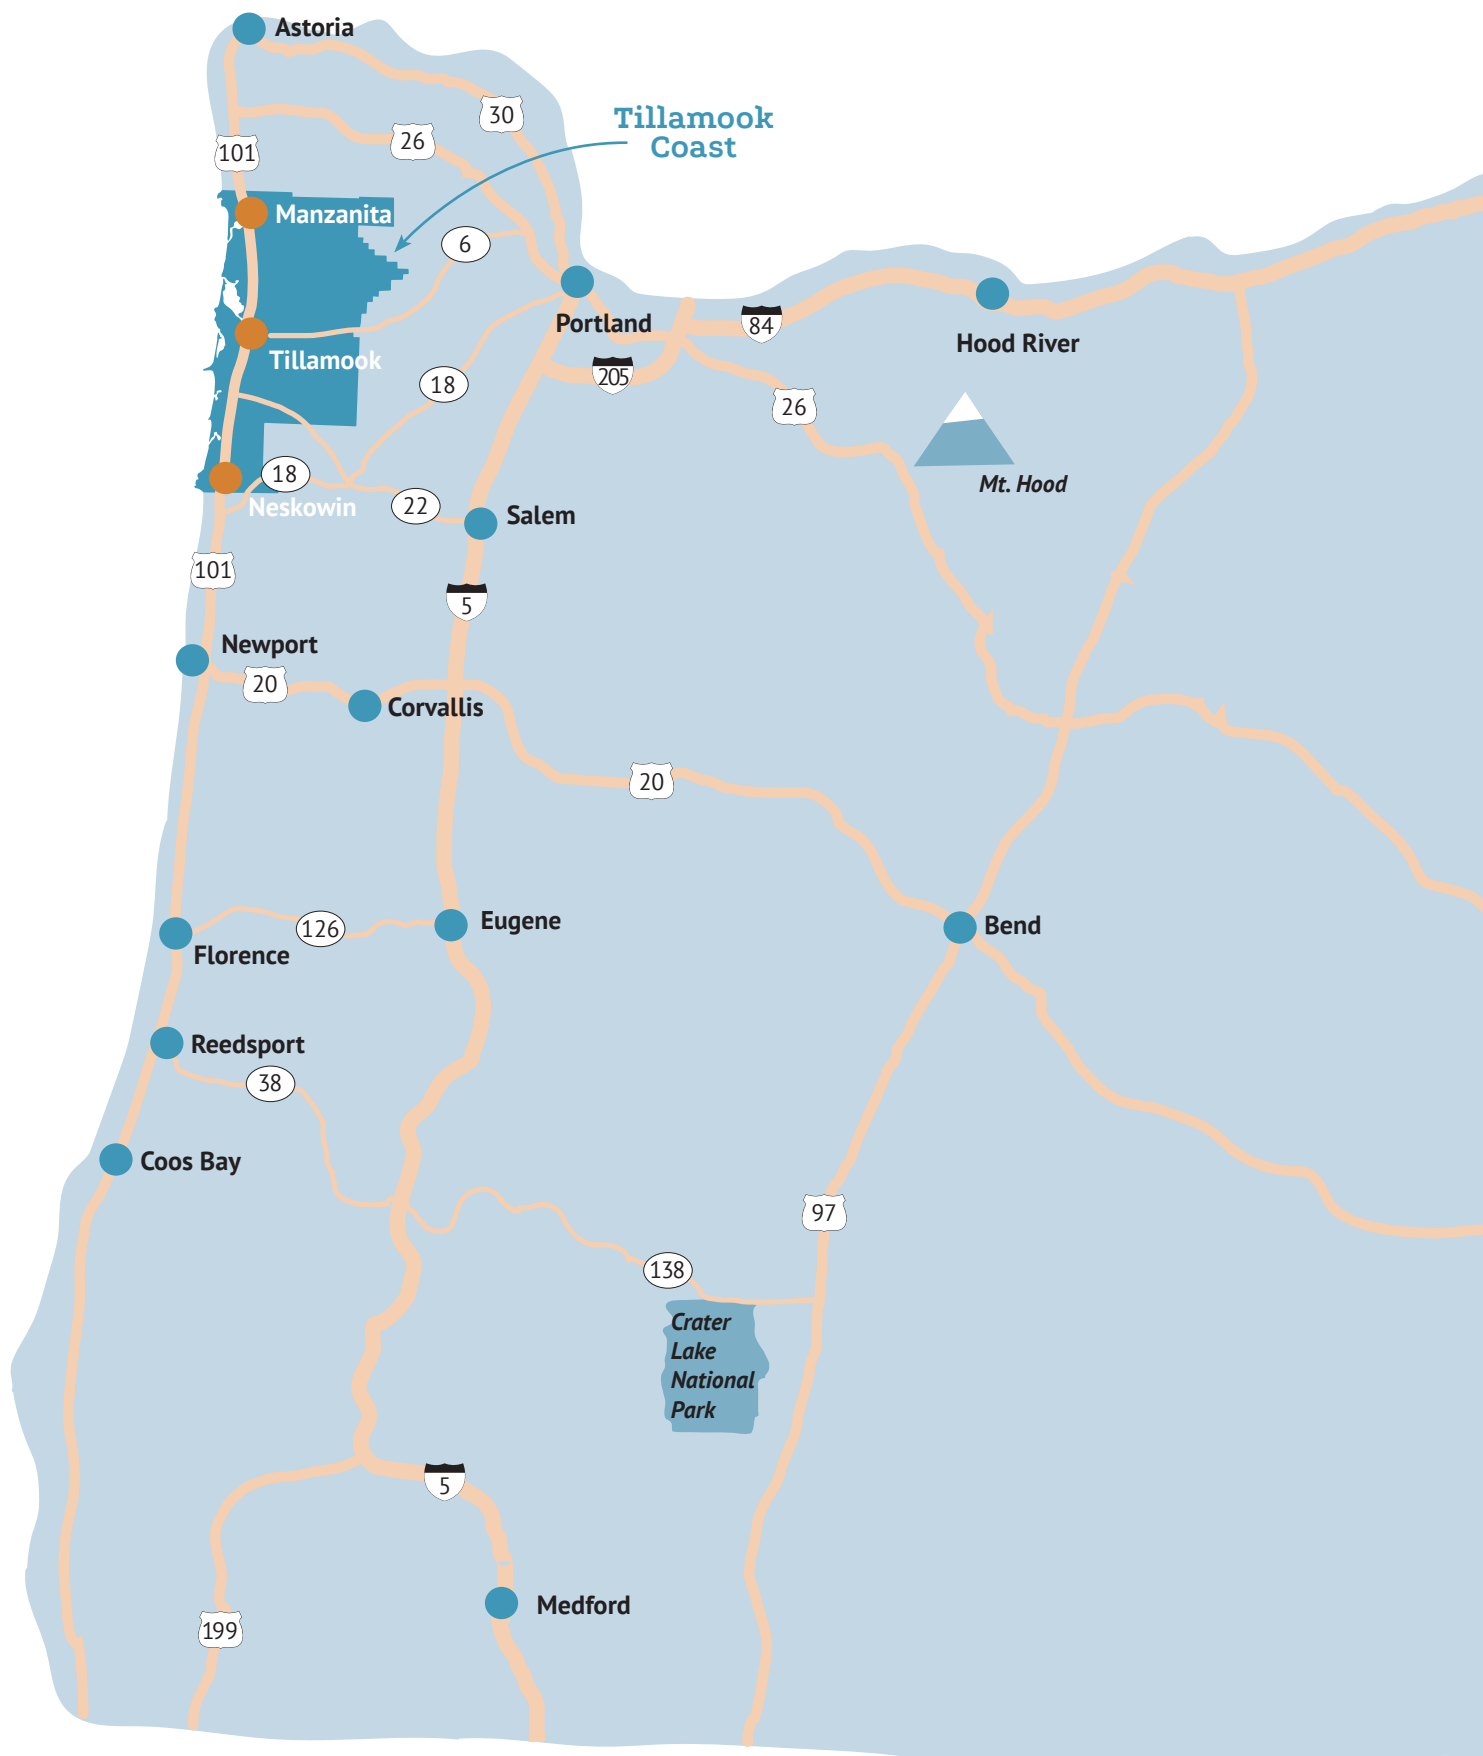 Astoria
30
Tillamook
Coast
26
101
Manzanita
6
Portland
84
Hood River
Tillamook
205
18
26
18
Mt. Hood
22
Neskowin
Salem
101
5
Newport
20
Corvallis
20
Eugene
Bend
126
Florence
Reedsport
38
Coos Bay
97
138
Crater
Lake
National
Park
5
Medford
199